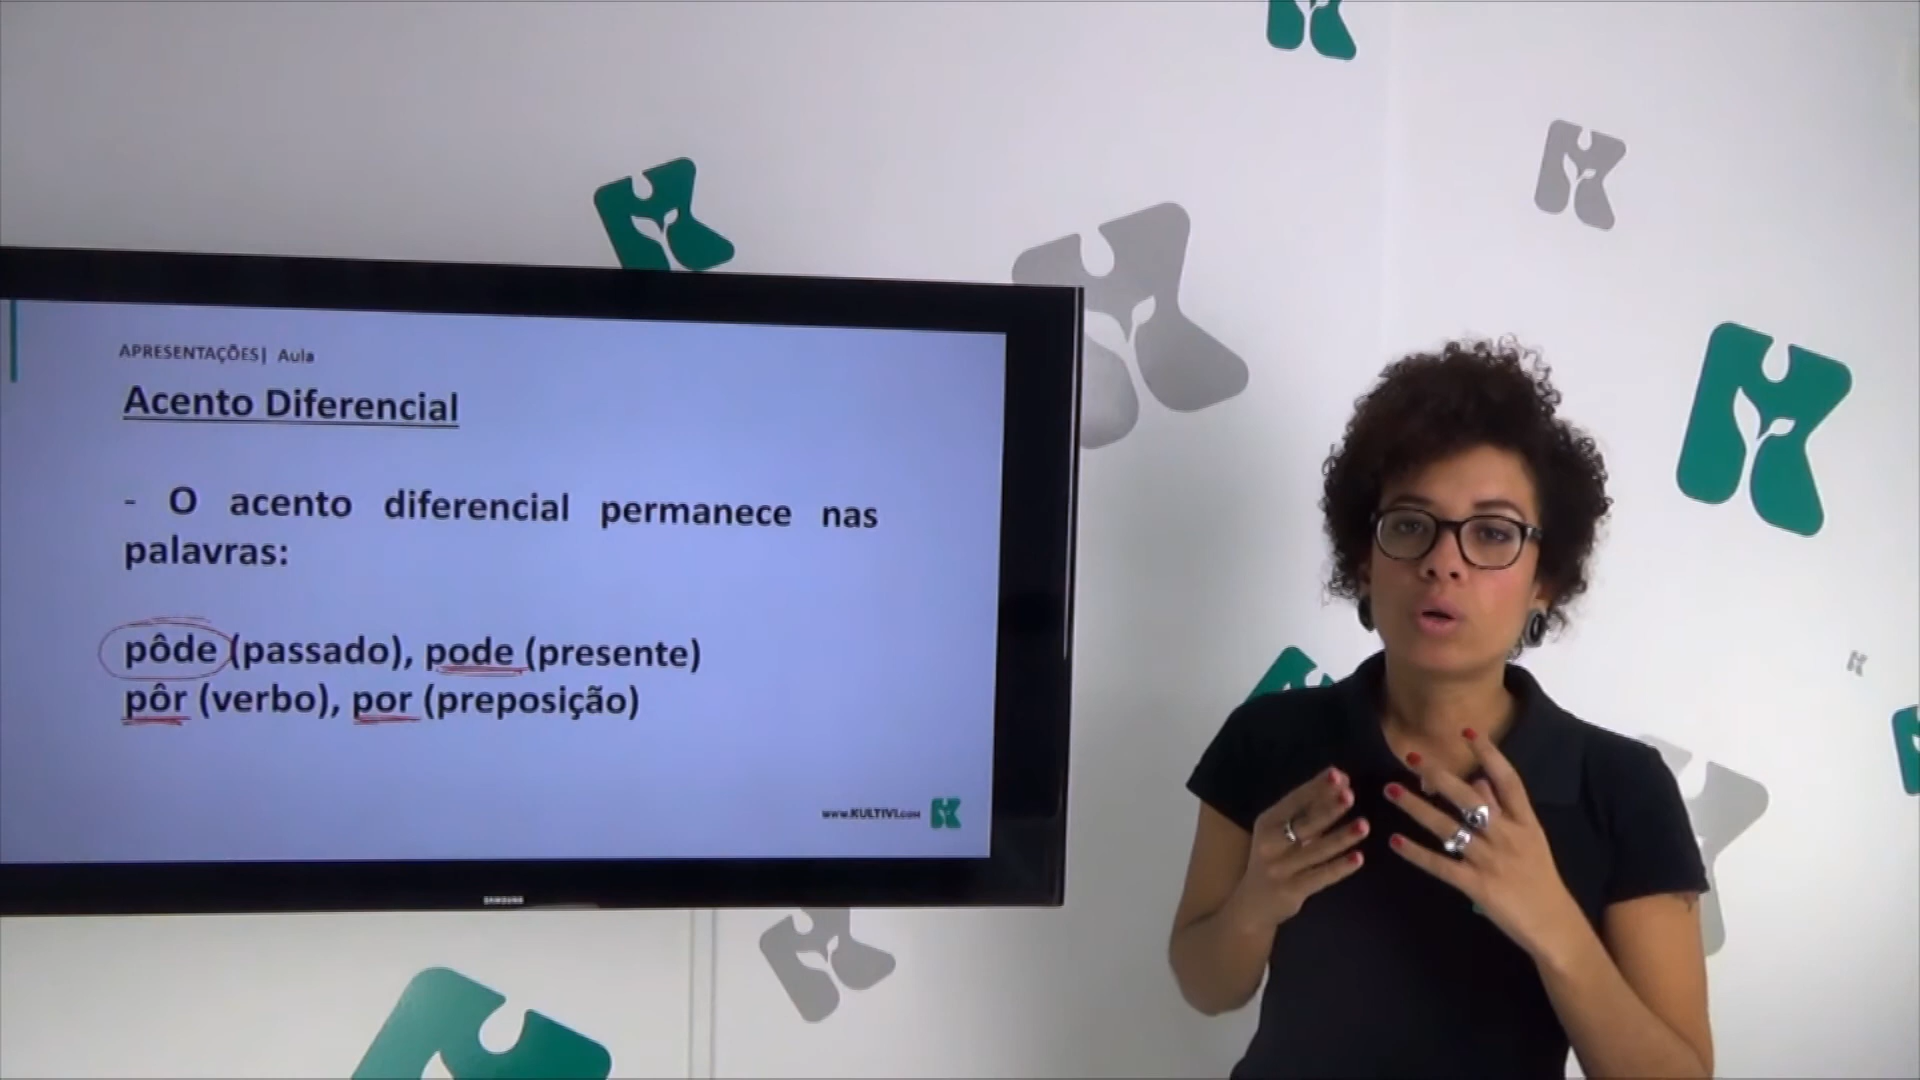 APRESENTAÇÕES| Aula
Acento Diferencial
- O acento diferencial permanece nas
palavras:
pôde (passado), pode (presente)
pôr (verbo), por (preposição)
www.KULTIVI.com
SAMSUNG